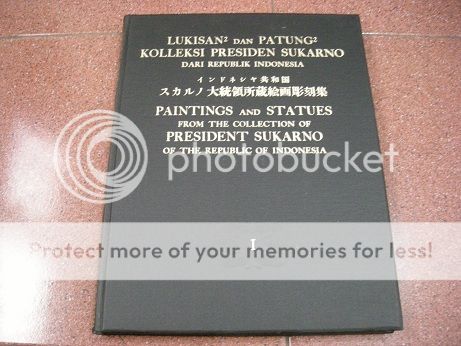 LUKISAN² DAN PATUNG²
KOLLEKSI PRESIDEN SUKARNO
DARI REPUBLIK INDONESIA
インドネシヤ共和国
スカルノ大統領所蔵絵画彫刻集
PAINTINGS AND STATUES
FROM THE COLLECTION OF
PRESIDENT SUKARNO
OF THE REPUBLIC OF INDONESIA
photobucket
Protect more of your memories for less!
I